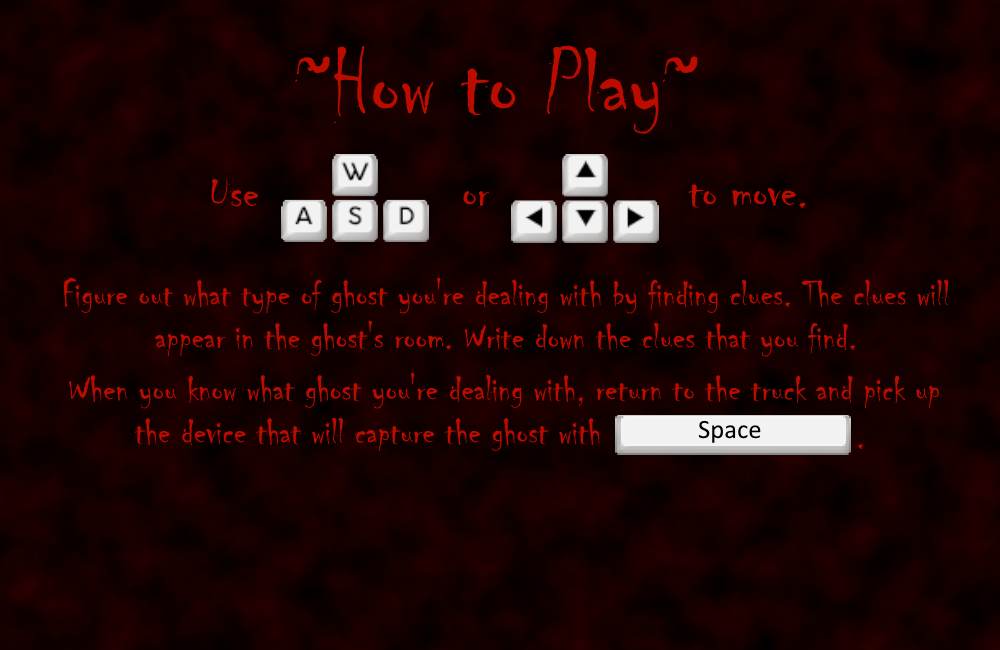 ~How to Play~
Use W A S D or ▲ ◀ ▼ ▶ to move.
Figure out what type of ghost you're dealing with by finding clues. The clues will
appear in the ghost's room. Write down the clues that you find.
When you know what ghost you're dealing with, return to the truck and pick up
the device that will capture the ghost with Space .